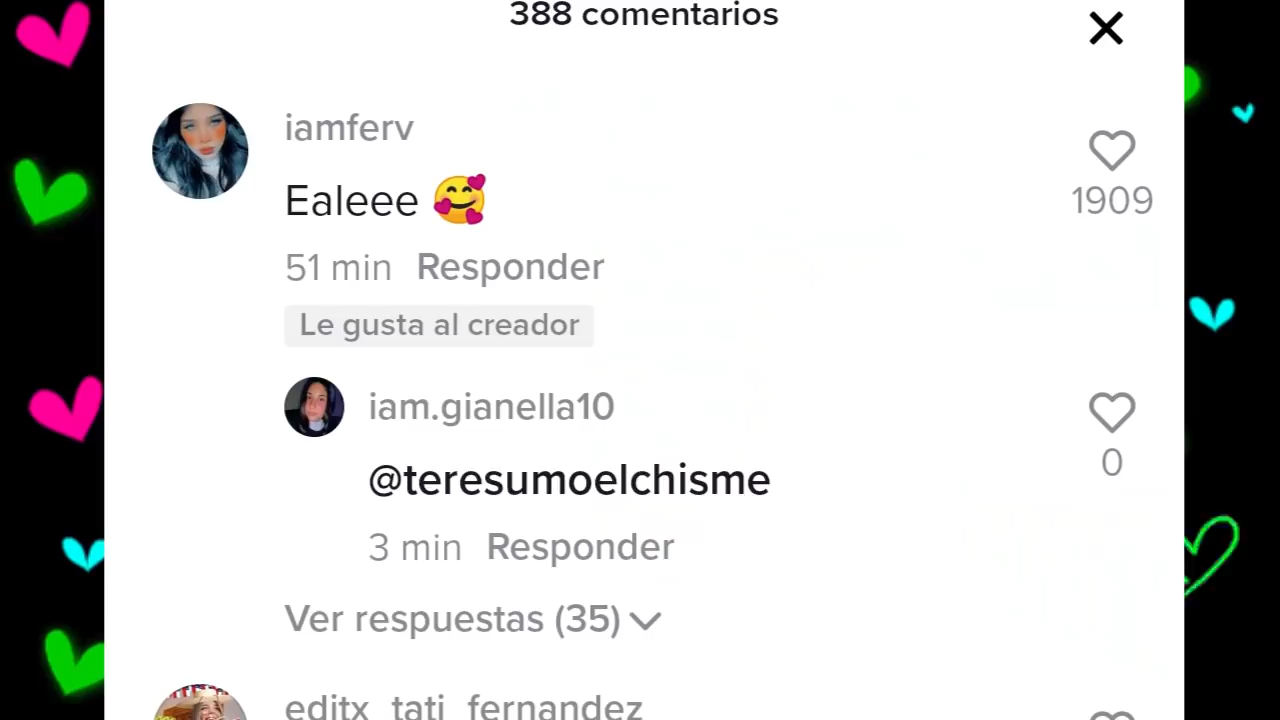 388 comentarios
iamferv
Ealeee 🥰
1909
51 min Responder
Le gusta al creador
iam.gianella10
@teresumoelchisme
0
3 min Responder
Ver respuestas (35)
editx_tati_fernandez